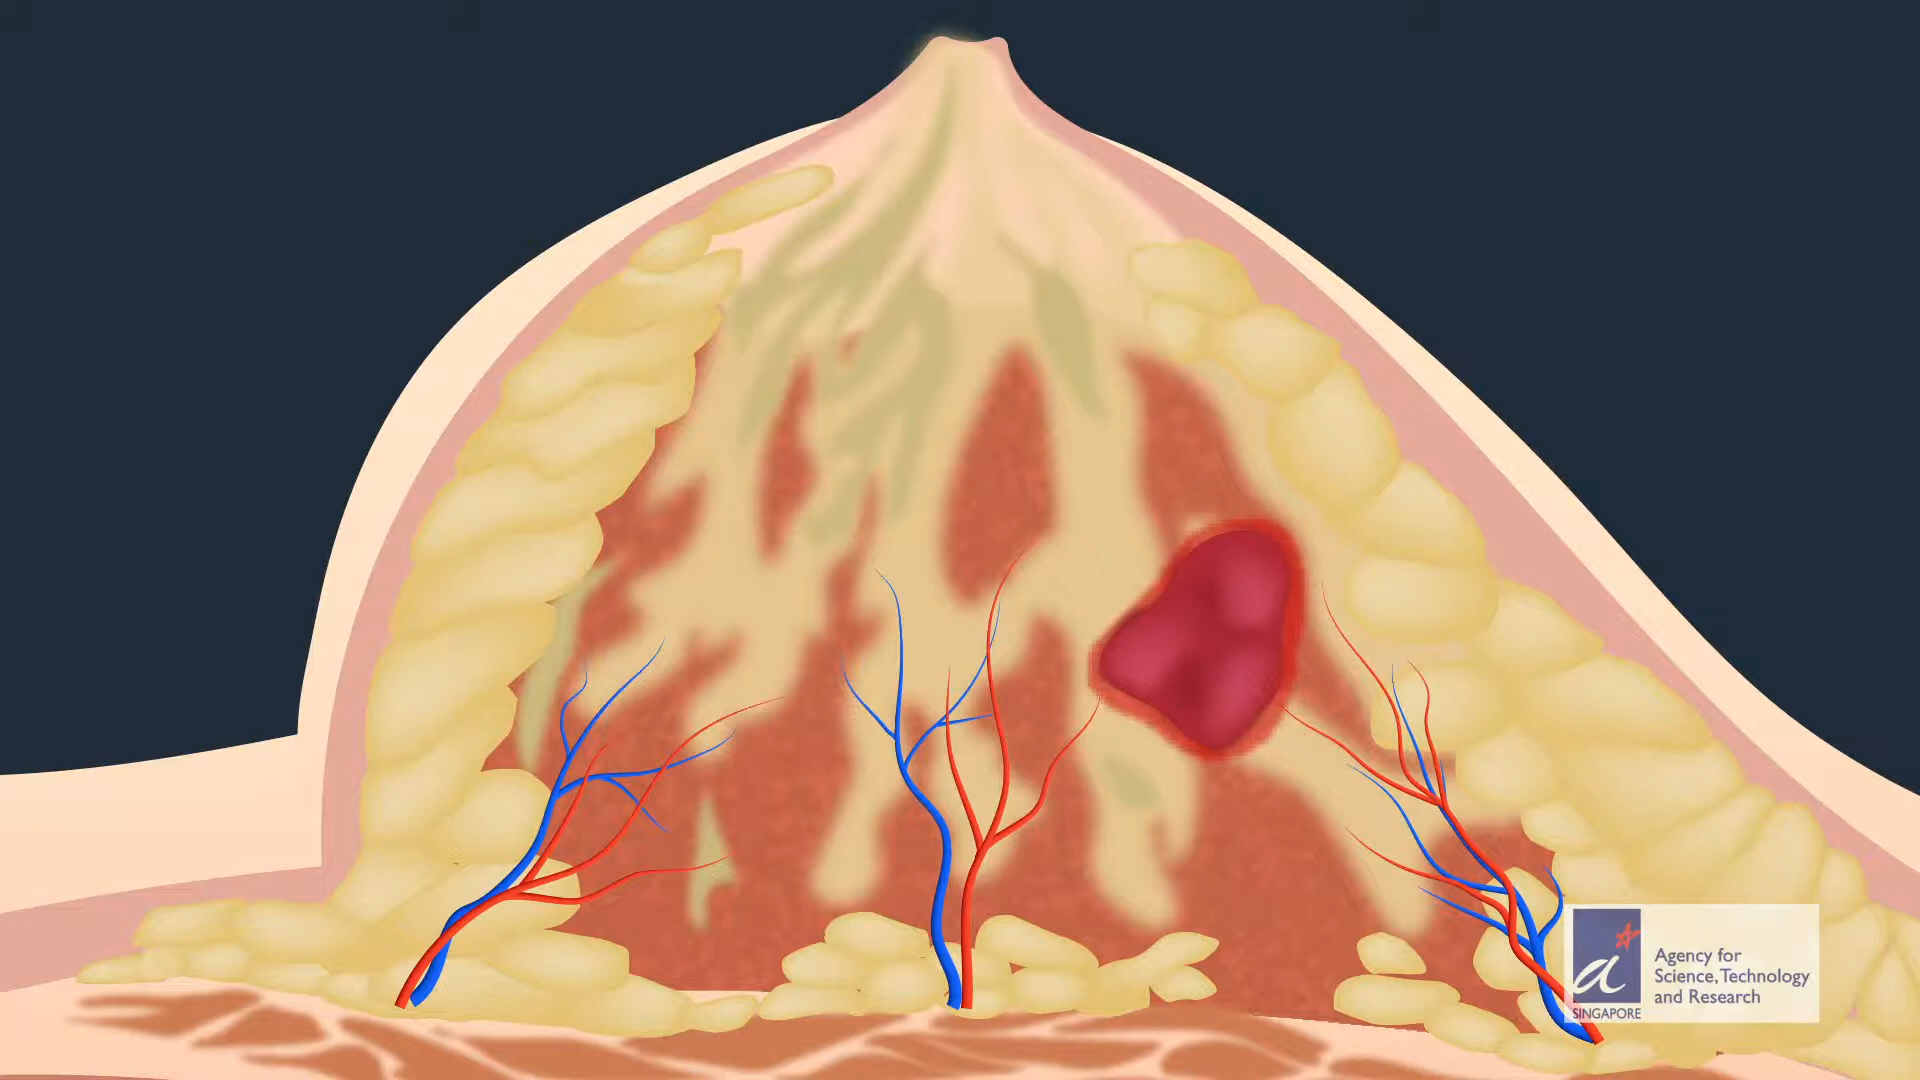 a
SINGAPORE
Agency for
Science, Technology
and Research